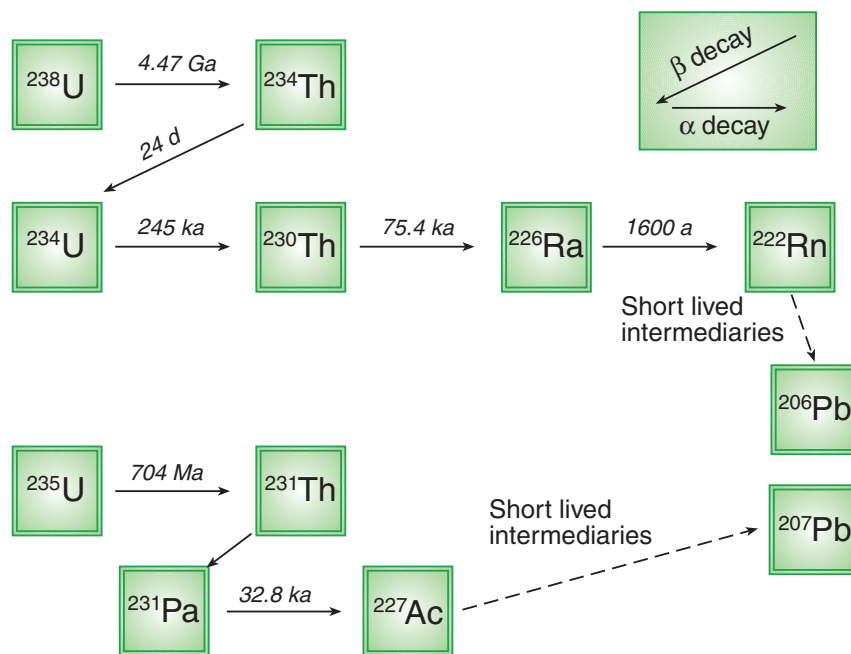 238U
4.47 Ga
234Th
β decay
α decay
24 d
234U
245 ka
230Th
75.4 ka
226Ra
1600 a
222Rn
Short lived
intermediaries
206Pb
235U
704 Ma
231Th
Short lived
intermediaries
207Pb
231Pa
32.8 ka
227Ac